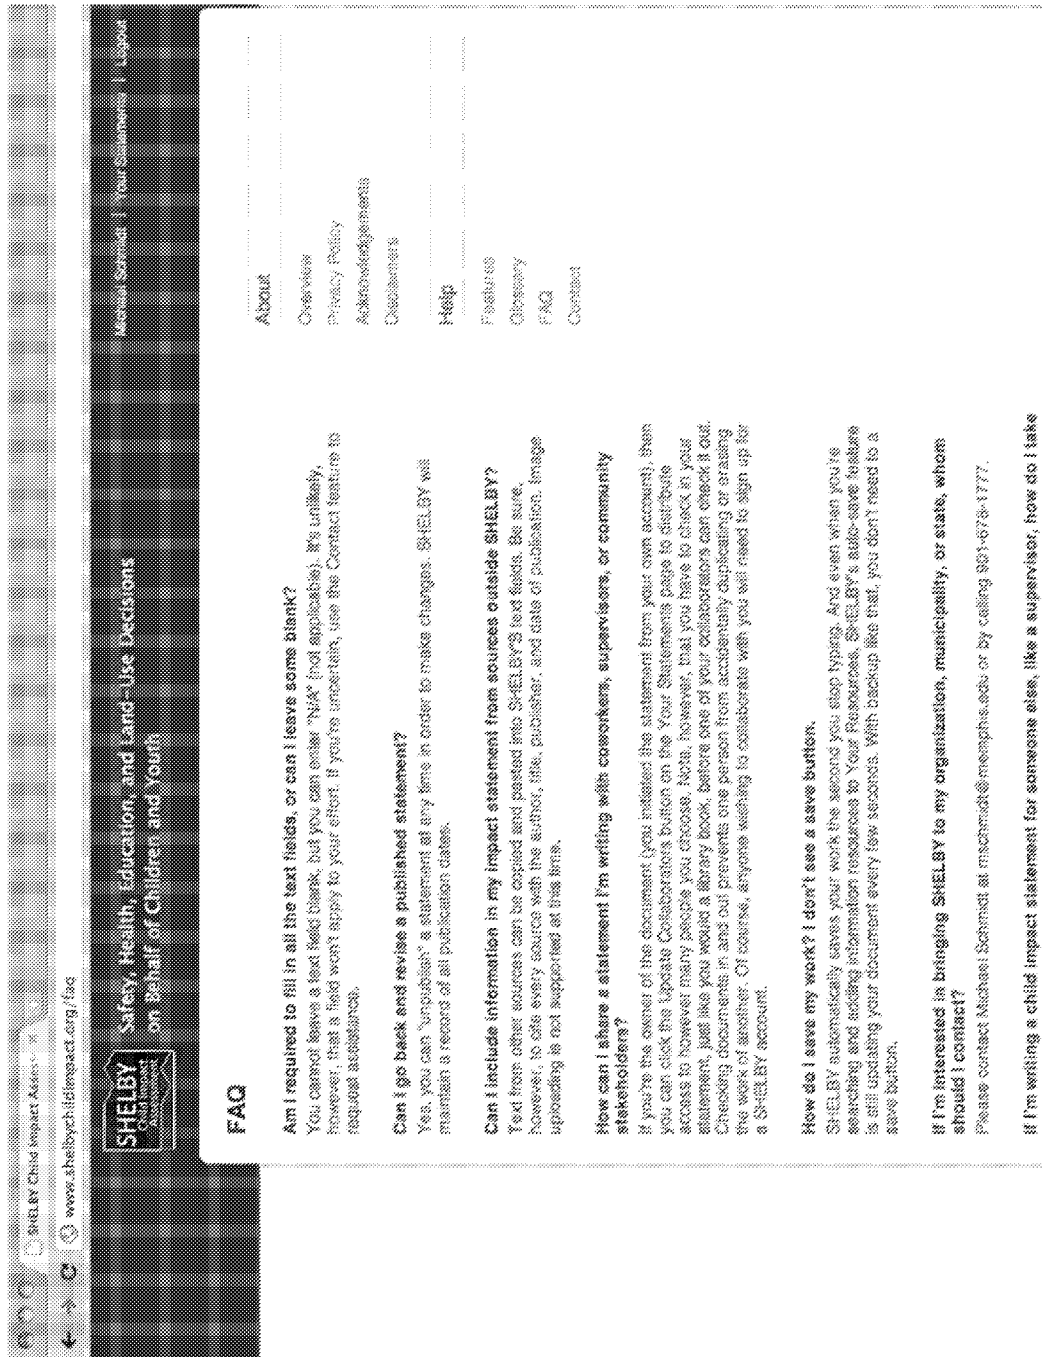 SHELBY Child Impact Assess
www.shelbychildimpact.org/faq
SHELBY
Child Impact
Assessment
Safety, Health, Education, and Land-Use Decisions
on Behalf of Children and Youth
Michael Schmidt | Your Statements | Logout
FAQ
Am I required to fill in all the text fields, or can I leave some blank?
You cannot leave a text field blank, but you can enter "N/A" (not applicable). It's unlikely,
however, that a field won't apply to your effort. If you're uncertain, use the Contact feature to
request assistance.
Can I go back and revise a published statement?
Yes, you can "unpublish" a statement at any time in order to make changes. SHELBY will
maintain a record of all publication dates.
Can I include information in my impact statement from sources outside SHELBY?
Text from other sources can be copied and pasted into SHELBY'S text fields. Be sure,
however, to cite every source with the author, title, publisher, and date of publication. Image
uploading is not supported at this time.
How can I share a statement I'm writing with coworkers, supervisors, or community
stakeholders?
If you're the owner of the document (you initiated the statement from your own account), then
you can click the Update Collaborators button on the Your Statements page to distribute
access to however many people you choose. Note, however, that you have to check in your
statement, just like you would a library book, before one of your collaborators can check it out.
Checking documents in and out prevents one person from accidentally duplicating or erasing
the work of another. Of course, anyone wishing to collaborate with you will need to sign up for
a SHELBY account.
How do I save my work? I don't see a save button.
SHELBY automatically saves your work the second you stop typing. And even when you're
searching and adding information resources to Your Resources, SHELBY's auto-save feature
is still updating your document every few seconds. With backup like that, you don't need to a
save button.
If I'm interested in bringing SHELBY to my organization, municipality, or state, whom
should I contact?
Please contact Michael Schmidt at mschmidt@memphis.edu or by calling 901-678-1777.
If I'm writing a child impact statement for someone else, like a supervisor, how do I take
About
Overview
Privacy Policy
Acknowledgements
Disclaimers
Help
Features
Glossary
FAQ
Contact